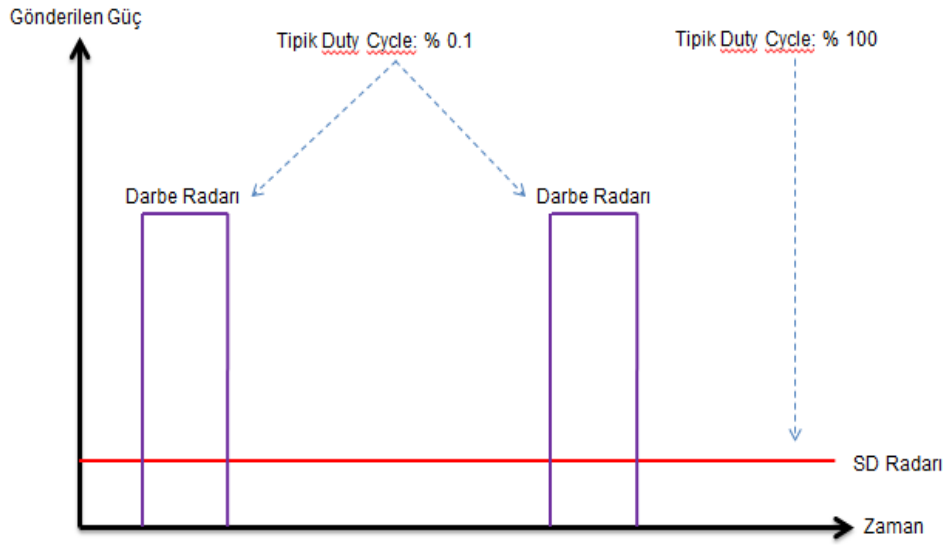 Gönderilen Güç
Tipik Duty Cycle: % 0.1
Tipik Duty Cycle: % 100
Darbe Radarı
Darbe Radarı
SD Radarı
Zaman